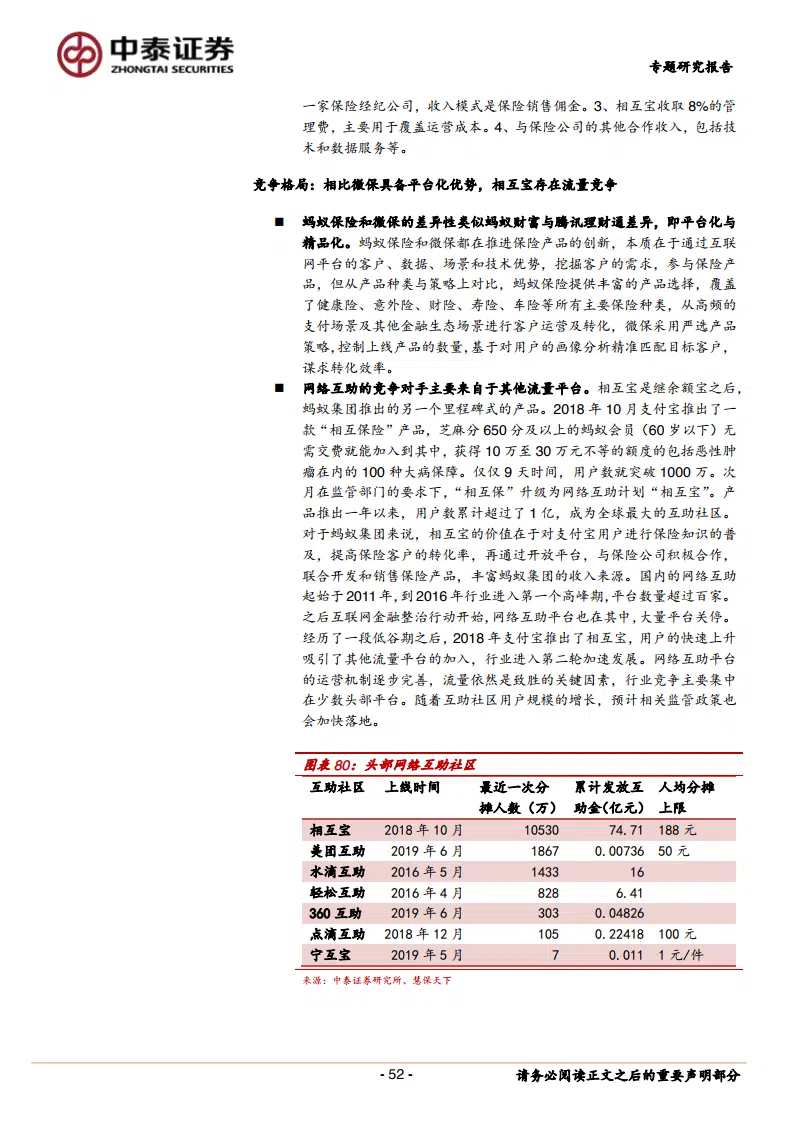 中泰证券
ZHONGTAI SECURITIES
专题研究报告
一家保险经纪公司，收入模式是保险销售佣金。3、相互宝收取 8%的管
理费，主要用于覆盖运营成本。4、与保险公司的其他合作收入，包括技
术和数据服务等。
竞争格局：相比微保具备平台化优势，相互宝存在流量竞争
■ 蚂蚁保险和微保的差异性类似蚂蚁财富与腾讯理财通差异，即平台化与
精品化。蚂蚁保险和微保都在推进保险产品的创新，本质在于通过互联
网平台的客户、数据、场景和技术优势，挖掘客户的需求，参与保险产
品，但从产品种类与策略上对比，蚂蚁保险提供丰富的产品选择，覆盖
了健康险、意外险、财险、寿险、车险等所有主要保险种类，从高频的
支付场景及其他金融生态场景进行客户运营及转化，微保采用严选产品
策略,控制上线产品的数量,基于对用户的画像分析精准匹配目标客户，
谋求转化效率。
■ 网络互助的竞争对手主要来自于其他流量平台。相互宝是继余额宝之后，
蚂蚁集团推出的另一个里程碑式的产品。2018 年 10 月支付宝推出了一
款“相互保险”产品，芝麻分 650 分及以上的蚂蚁会员（60 岁以下）无
需交费就能加入到其中，获得 10 万至 30 万元不等的额度的包括恶性肿
瘤在内的 100 种大病保障。仅仅 9 天时间，用户数就突破 1000 万。次
月在监管部门的要求下，“相互保”升级为网络互助计划“相互宝”。产
品推出一年以来，用户数累计超过了 1 亿，成为全球最大的互助社区。
对于蚂蚁集团来说，相互宝的价值在于对支付宝用户进行保险知识的普
及，提高保险客户的转化率，再通过开放平台，与保险公司积极合作，
联合开发和销售保险产品，丰富蚂蚁集团的收入来源。国内的网络互助
起始于 2011 年,到 2016 年行业进入第一个高峰期,平台数量超过百家。
之后互联网金融整治行动开始,网络互助平台也在其中,大量平台关停。
经历了一段低谷期之后，2018 年支付宝推出了相互宝，用户的快速上升
吸引了其他流量平台的加入，行业进入第二轮加速发展。网络互助平台
的运营机制逐步完善，流量依然是致胜的关键因素，行业竞争主要集中
在少数头部平台。随着互助社区用户规模的增长，预计相关监管政策也
会加快落地。
图表 80：头部网络互助社区
互助社区 上线时间 最近一次分 累计发放互 人均分摊
摊人数（万） 助金(亿元) 上限
相互宝 2018 年 10 月 10530 74.71 188 元
美团互助 2019 年 6 月 1867 0.00736 50 元
水滴互助 2016 年 5 月 1433 16
轻松互助 2016 年 4 月 828 6.41
360 互助 2019 年 6 月 303 0.04826
点滴互助 2018 年 12 月 105 0.22418 100 元
宁互宝 2019 年 5 月 7 0.011 1 元/件
来源：中泰证券研究所、慧保天下
- 52 -
请务必阅读正文之后的重要声明部分